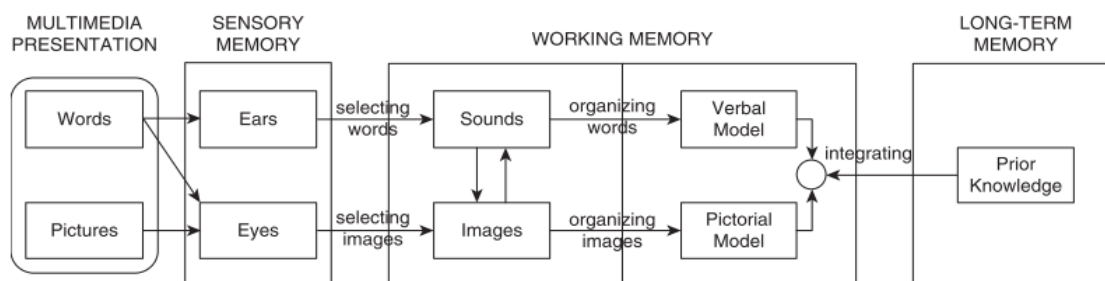 MULTIMEDIA
PRESENTATION
SENSORY
MEMORY
WORKING MEMORY
LONG-TERM
MEMORY
Words
Ears
selecting
words
Sounds
organizing
words
Verbal
Model
integrating
Prior
Knowledge
Pictures
Eyes
selecting
images
Images
organizing
images
Pictorial
Model